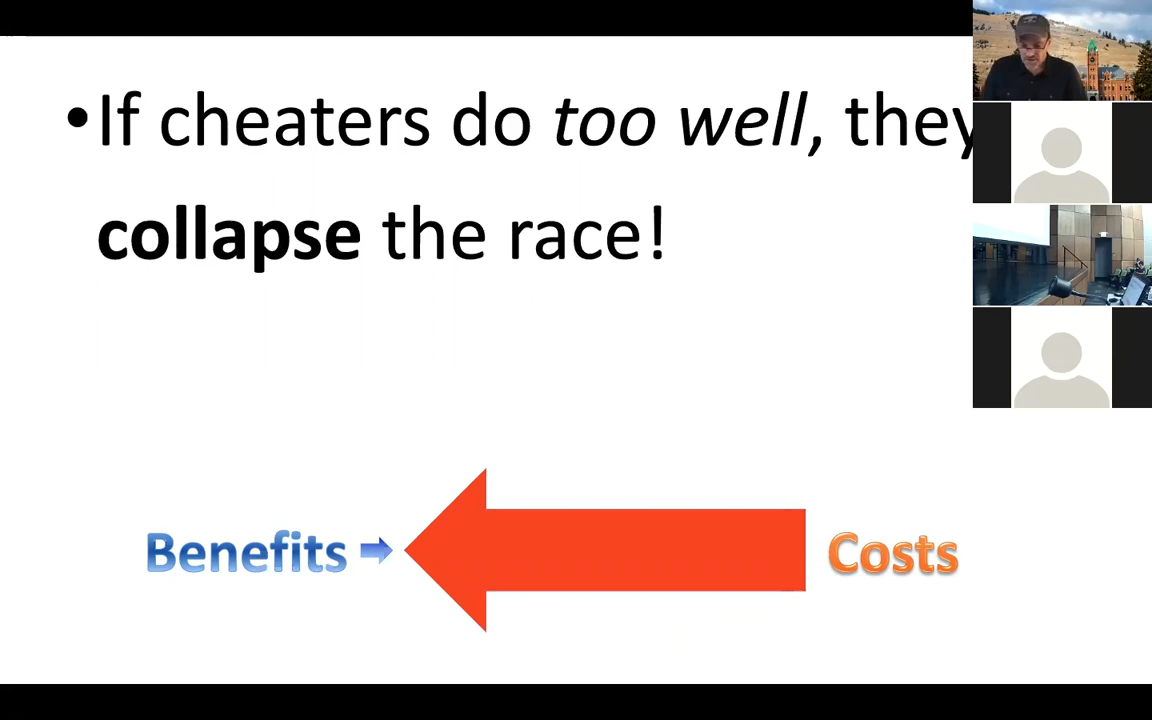 •If cheaters do too well, they
collapse the race!
Benefits
Costs